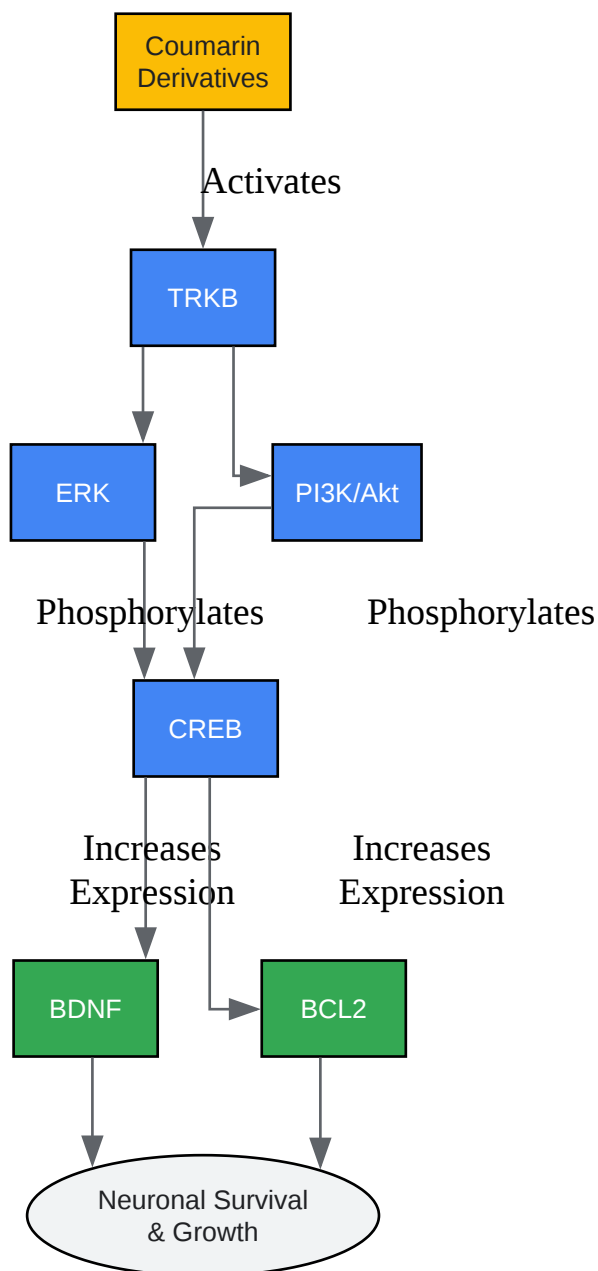 Coumarin
Derivatives
Activates
TRKB
ERK
PI3K/Akt
Phosphorylates
Phosphorylates
CREB
Increases
Expression
Increases
Expression
BDNF
BCL2
Neuronal Survival
& Growth